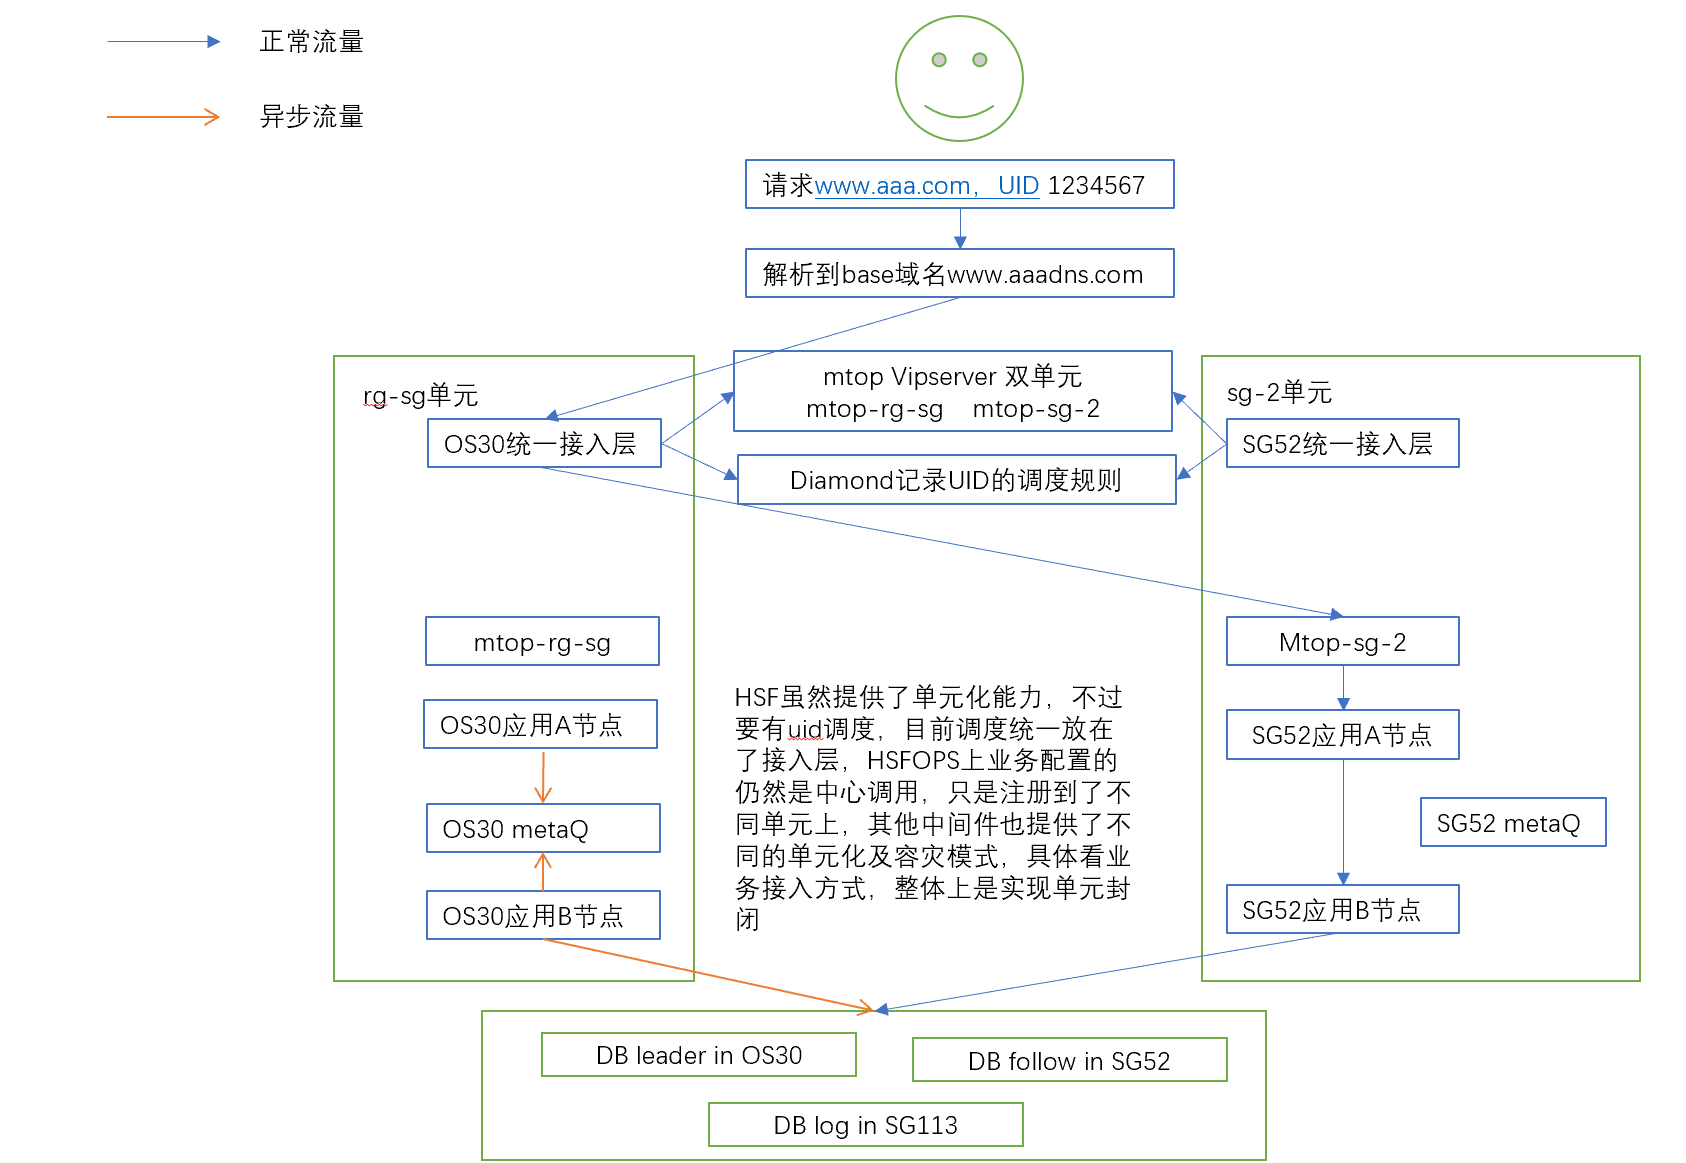 正常流量
异步流量
请求www.aaa.com，UID 1234567
解析到base域名www.aaadns.com
rg-sg单元
mtop Vipserver 双单元
mtop-rg-sg mtop-sg-2
sg-2单元
OS30统一接入层
SG52统一接入层
Diamond记录UID的调度规则
mtop-rg-sg
Mtop-sg-2
OS30应用A节点
SG52应用A节点
HSF虽然提供了单元化能力，不过
要有uid调度，目前调度统一放在
了接入层，HSFOPS上业务配置的
仍然是中心调用，只是注册到了不
同单元上，其他中间件也提供了不
同的单元化及容灾模式，具体看业
务接入方式，整体上是实现单元封
闭
OS30 metaQ
SG52 metaQ
OS30应用B节点
SG52应用B节点
DB leader in OS30
DB follow in SG52
DB log in SG113